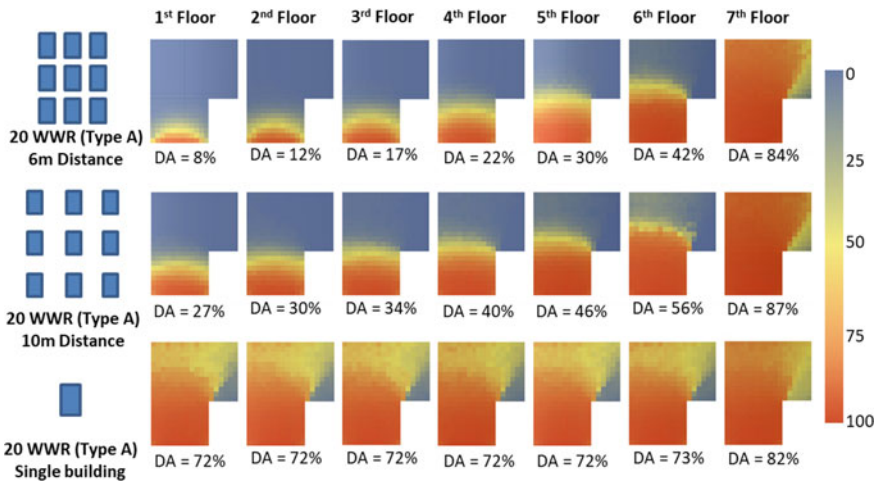 1st Floor 2nd Floor 3rd Floor 4th Floor 5th Floor 6th Floor 7th Floor
20 WWR (Type A)
6m Distance
DA = 8% DA = 12% DA = 17% DA = 22% DA = 30% DA = 42% DA = 84%
20 WWR (Type A)
10m Distance
DA = 27% DA = 30% DA = 34% DA = 40% DA = 46% DA = 56% DA = 87%
20 WWR (Type A)
Single building
DA = 72% DA = 72% DA = 72% DA = 72% DA = 72% DA = 73% DA = 82%
0
25
50
75
100